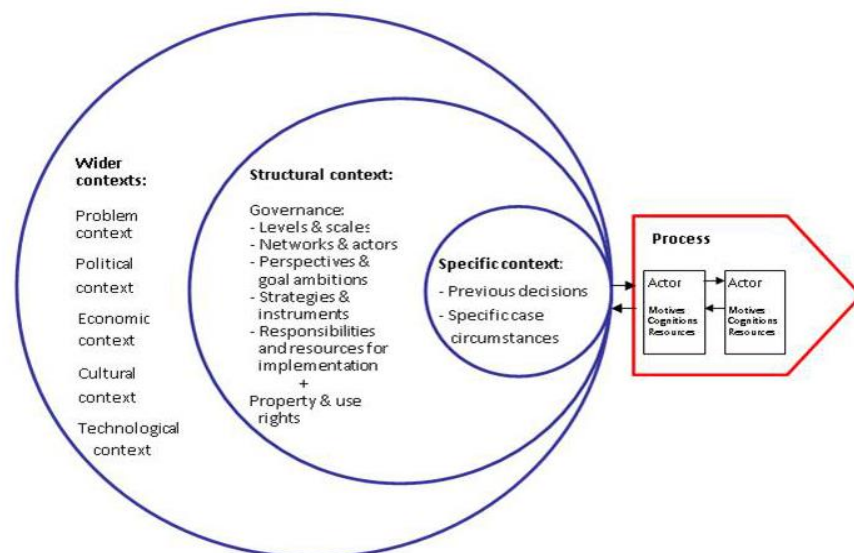 Wider
contexts:
Problem
context
Political
context
Economic
context
Cultural
context
Technological
context
Structural context:
Governance:
- Levels & scales
- Networks & actors
- Perspectives &
goal ambitions
- Strategies &
instruments
- Responsibilities
and resources for
implementation
+
Property & use
rights
Specific context:
- Previous decisions
- Specific case
circumstances
Process
Actor
Motives
Cognitions
Resources
Actor
Motives
Cognitions
Resources